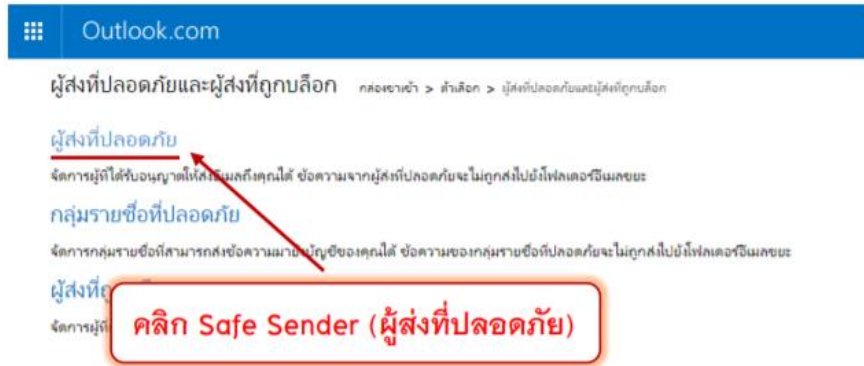 Outlook.com
ผู้ส่งที่ปลอดภัยและผู้ส่งที่ถูกบล็อก กล่องขาเข้า > ตัวเลือก > ผู้ส่งที่ปลอดภัยและผู้ส่งที่ถูกบล็อก
ผู้ส่งที่ปลอดภัย
จัดการผู้ที่ได้รับอนุญาตให้ส่งอีเมลถึงคุณได้ ข้อความจากผู้ส่งที่ปลอดภัยจะไม่ถูกส่งไปยังโฟลเดอร์อีเมลขยะ
กลุ่มรายชื่อที่ปลอดภัย
จัดการกลุ่มรายชื่อที่สามารถส่งข้อความมายังบัญชีของคุณได้ ข้อความของกลุ่มรายชื่อที่ปลอดภัยจะไม่ถูกส่งไปยังโฟลเดอร์อีเมลขยะ
ผู้ส่งที่
จัดการผู้ที่
คลิก Safe Sender (ผู้ส่งที่ปลอดภัย)